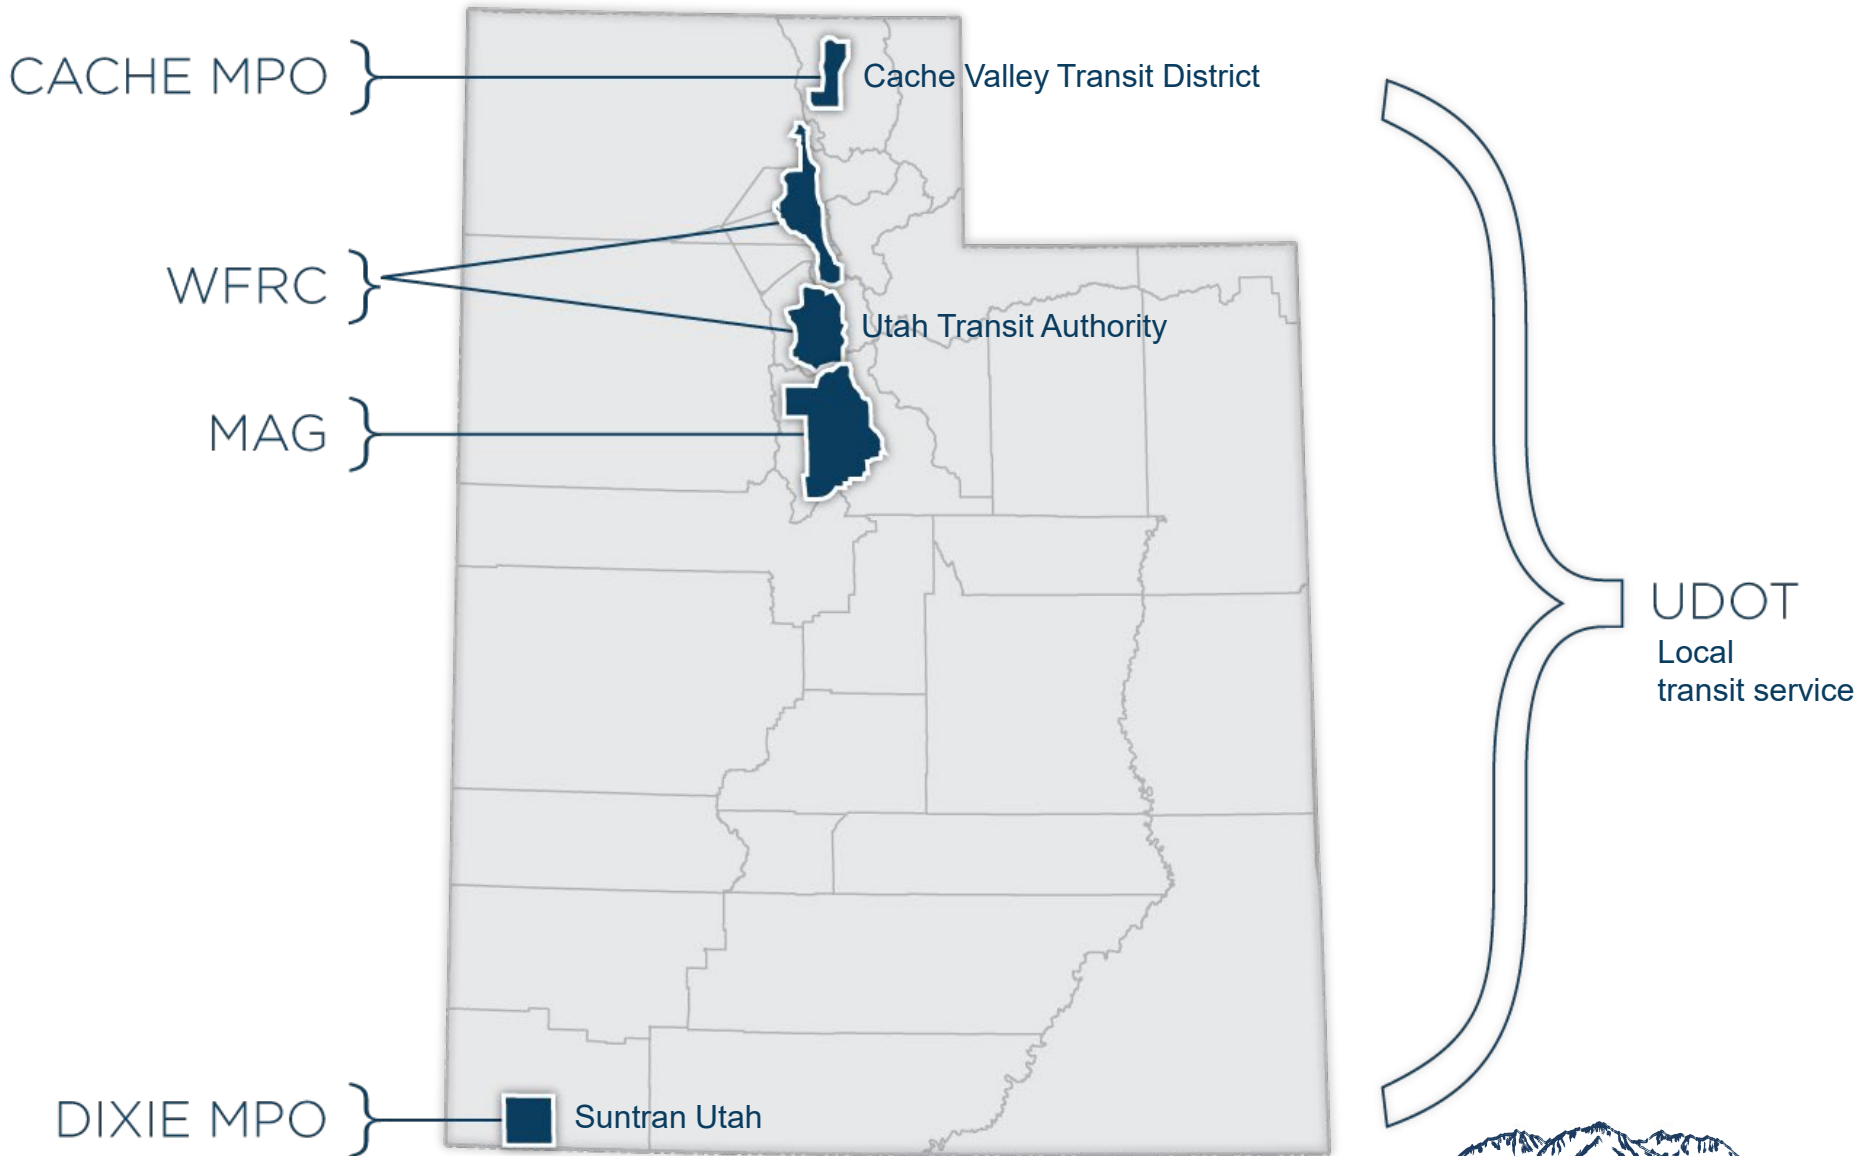 CACHE MPO
Cache Valley Transit District
WFRC
Utah Transit Authority
MAG
UDOT
Local
transit service
DIXIE MPO
Suntran Utah